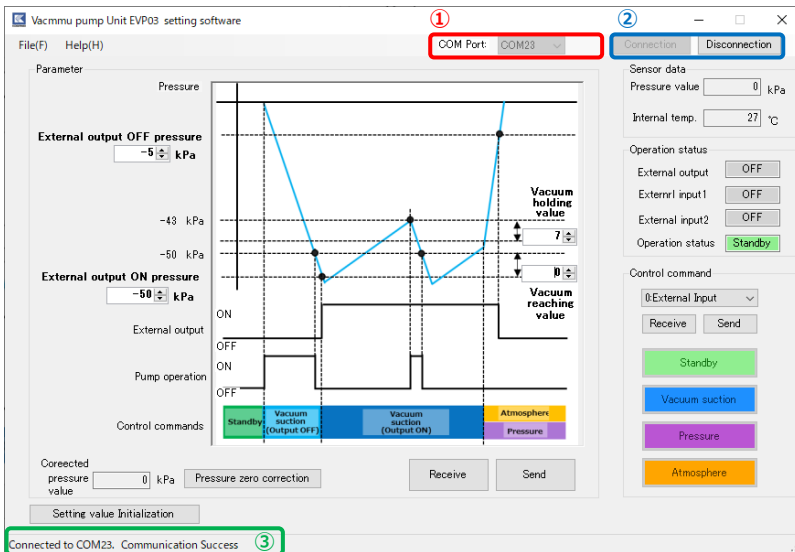 Vacmmu pump Unit EVP03 setting software
①
②
File(F) Help(H)
COM Port: COM23
Connection Disconnection
Parameter
Pressure
External output OFF pressure
-5 kPa
-43 kPa
-50 kPa
External output ON pressure
-50 kPa
Vacuum
holding
value
7
0
Vacuum
reaching
value
External output
ON
OFF
Pump operation
ON
OFF
Control commands
Standby
Vacuum
suction
(Output OFF)
Vacuum
suction
(Output ON)
Atmosphere
Pressure
Coreected
pressure
value
0 kPa
Pressure zero correction
Receive Send
Setting value Initialization
Sensor data
Pressure value 0 kPa
Internal temp. 27 ℃
Operation status
External output OFF
Externrl input1 OFF
External input2 OFF
Operation status Standby
Control command
0:External Input
Receive Send
Standby
Vacuum suction
Pressure
Atmosphere
Connected to COM23. Communication Success ③